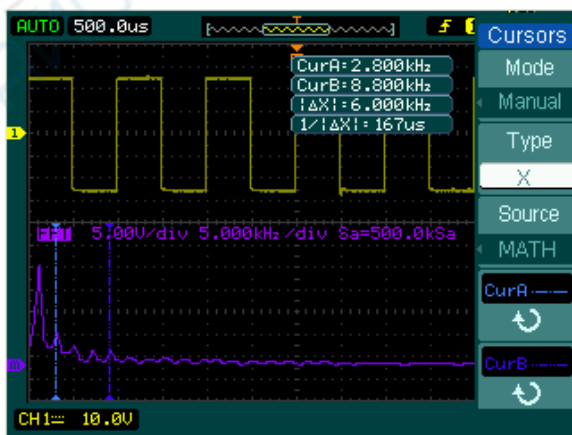 AUTO 500.0us T
Cursors
CurA=2.800kHz
CurB=8.800kHz
|ΔX|=6.000kHz
1/|ΔX|=167us
Mode
Manual
Type
X
Source
MATH
CurA
CurB
1
FFT 5.00V/div 5.000kHz/div Sa=500.0kSa
CH1 10.0V